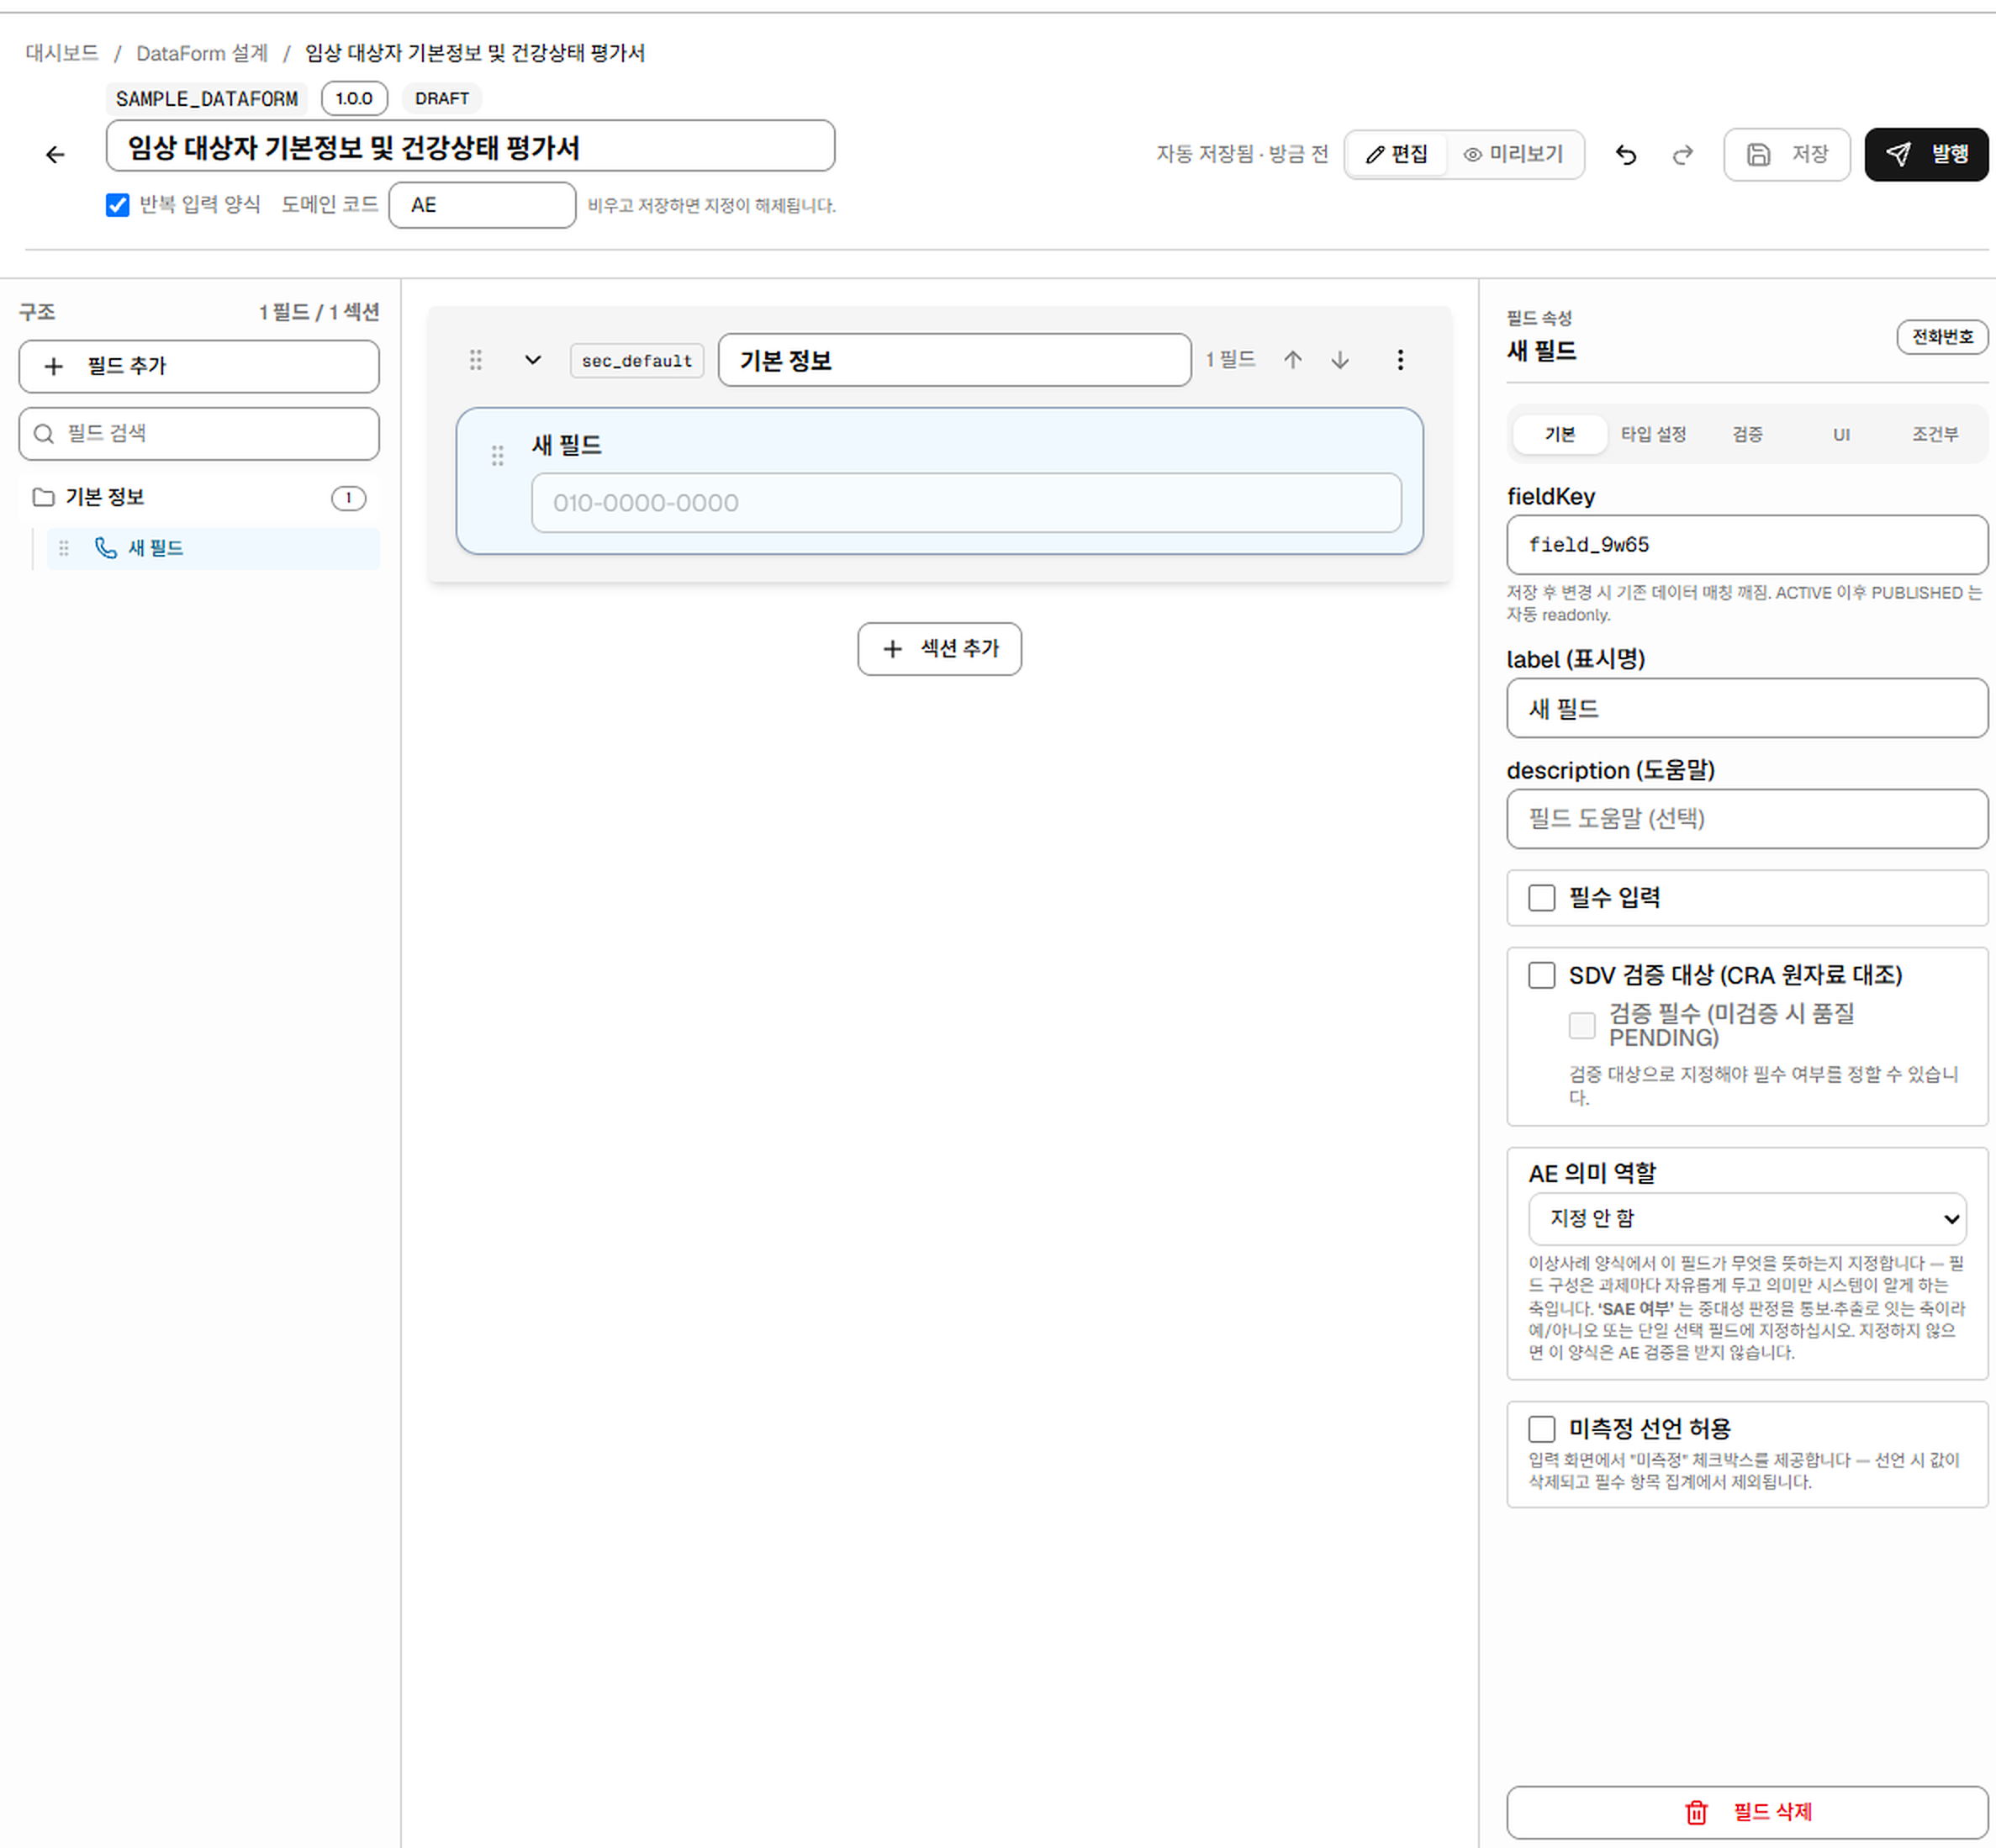 대시보드 / DataForm 설계 / 임상 대상자 기본정보 및 건강상태 평가서
SAMPLE_DATAFORM 1.0.0 DRAFT
임상 대상자 기본정보 및 건강상태 평가서
자동 저장됨 · 방금 전 편집 미리보기 저장 발행
반복 입력 양식 도메인 코드 AE 비우고 저장하면 지정이 해제됩니다.
구조 1 필드 / 1 섹션
필드 추가
필드 검색
기본 정보 1
새 필드
sec_default 기본 정보 1 필드
새 필드
010-0000-0000
섹션 추가
필드 속성
새 필드
전화번호
기본 타입 설정 검증 UI 조건부
fieldKey
field_9w65
저장 후 변경 시 기존 데이터 매칭 깨짐. ACTIVE 이후 PUBLISHED 는
자동 readonly.
label (표시명)
새 필드
description (도움말)
필드 도움말 (선택)
필수 입력
SDV 검증 대상 (CRA 원자료 대조)
검증 필수 (미검증 시 품질
PENDING)
검증 대상으로 지정해야 필수 여부를 정할 수 있습니
다.
AE 의미 역할
지정 안 함
이상사례 양식에서 이 필드가 무엇을 뜻하는지 지정합니다 — 필
드 구성은 과제마다 자유롭게 두고 의미만 시스템이 알게 하는
축입니다. ‘SAE 여부’ 는 중대성 판정을 통보·추출로 잇는 축이라
예/아니오 또는 단일 선택 필드에 지정하십시오. 지정하지 않으
면 이 양식은 AE 검증을 받지 않습니다.
미측정 선언 허용
입력 화면에서 "미측정" 체크박스를 제공합니다 — 선언 시 값이
삭제되고 필수 항목 집계에서 제외됩니다.
필드 삭제